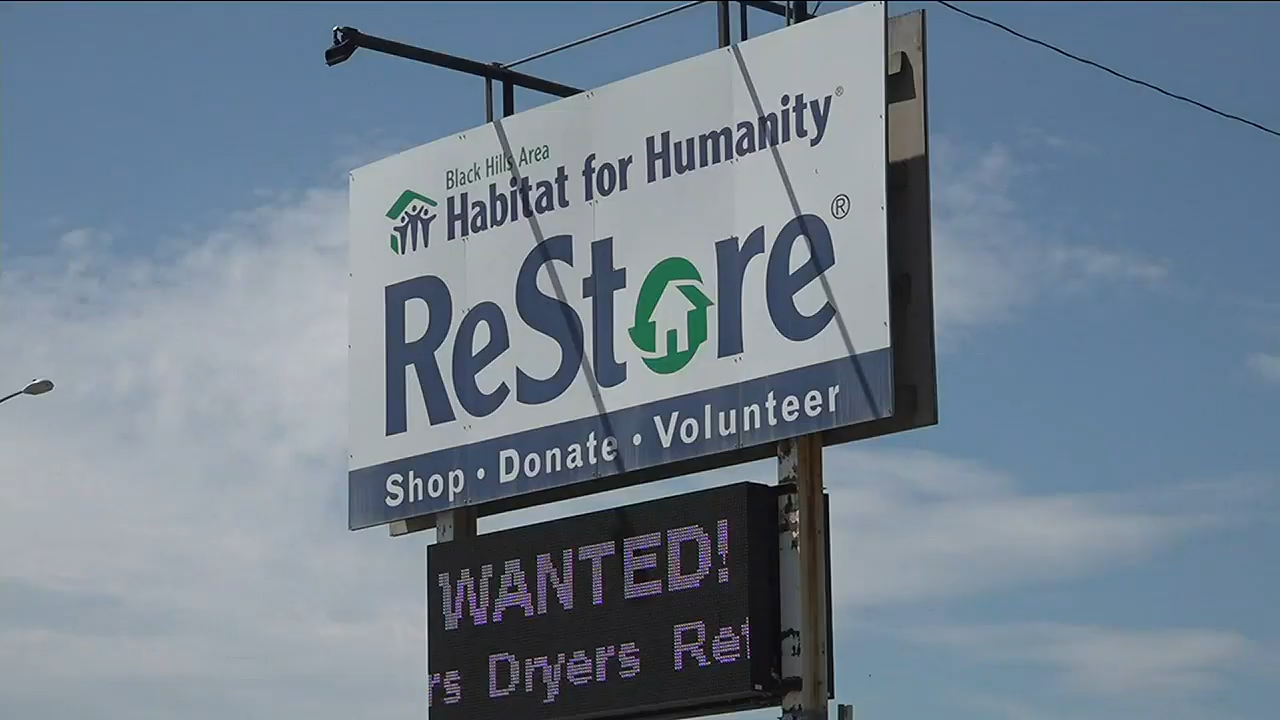 Black Hills Area
Habitat for Humanity®
ReStore®
Shop • Donate • Volunteer
WANTED!
rs Dryers Ref